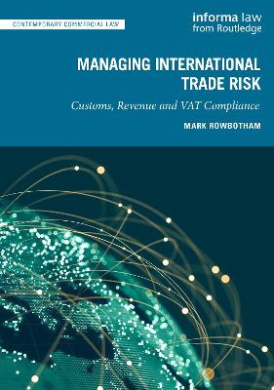 CONTEMPORARY COMMERCIAL LAW
informa law
from Routledge
MANAGING INTERNATIONAL
TRADE RISK
Customs, Revenue and VAT Compliance
MARK ROWBOTHAM